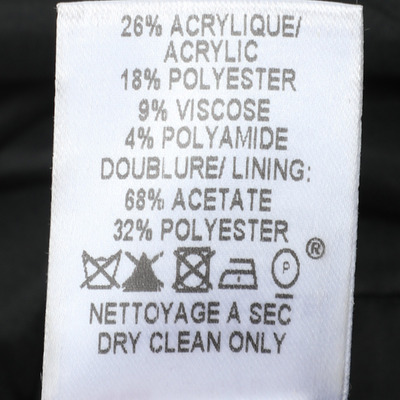 26% ACRYLIQUE/
ACRYLIC
18% POLYESTER
9% VISCOSE
4% POLYAMIDE
DOUBLURE/ LINING:
68% ACETATE
32% POLYESTER
P ®
NETTOYAGE A SEC
DRY CLEAN ONLY